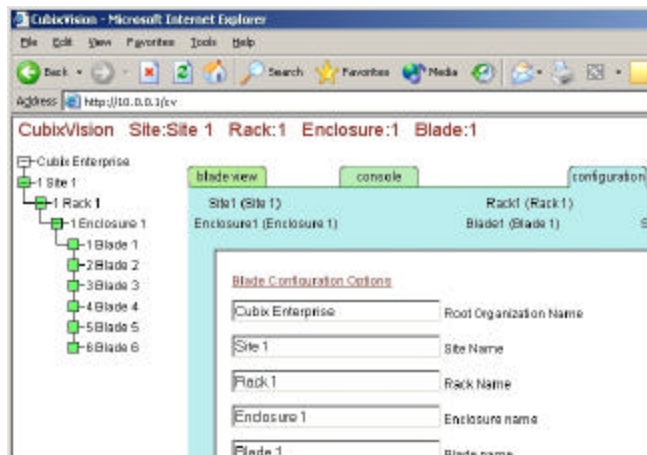 CubixVision - Microsoft Internet Explorer
File Edit View Favorites Tools Help
Back Search Favorites Media
Address http://10.0.0.1/cv
CubixVision Site:Site 1 Rack:1 Enclosure:1 Blade:1
Cubix Enterprise
1 Site 1
1 Rack 1
1 Enclosure 1
1 Blade 1
2 Blade 2
3 Blade 3
4 Blade 4
5 Blade 5
6 Blade 6
blade view console configuration
Site1 (Site 1) Rack1 (Rack 1)
Enclosure1 (Enclosure 1) Blade1 (Blade 1) S
Blade Configuration Options
Cubix Enterprise Root Organization Name
Site 1 Site Name
Rack 1 Rack Name
Enclosure 1 Enclosure name
Blade 1 Blade name